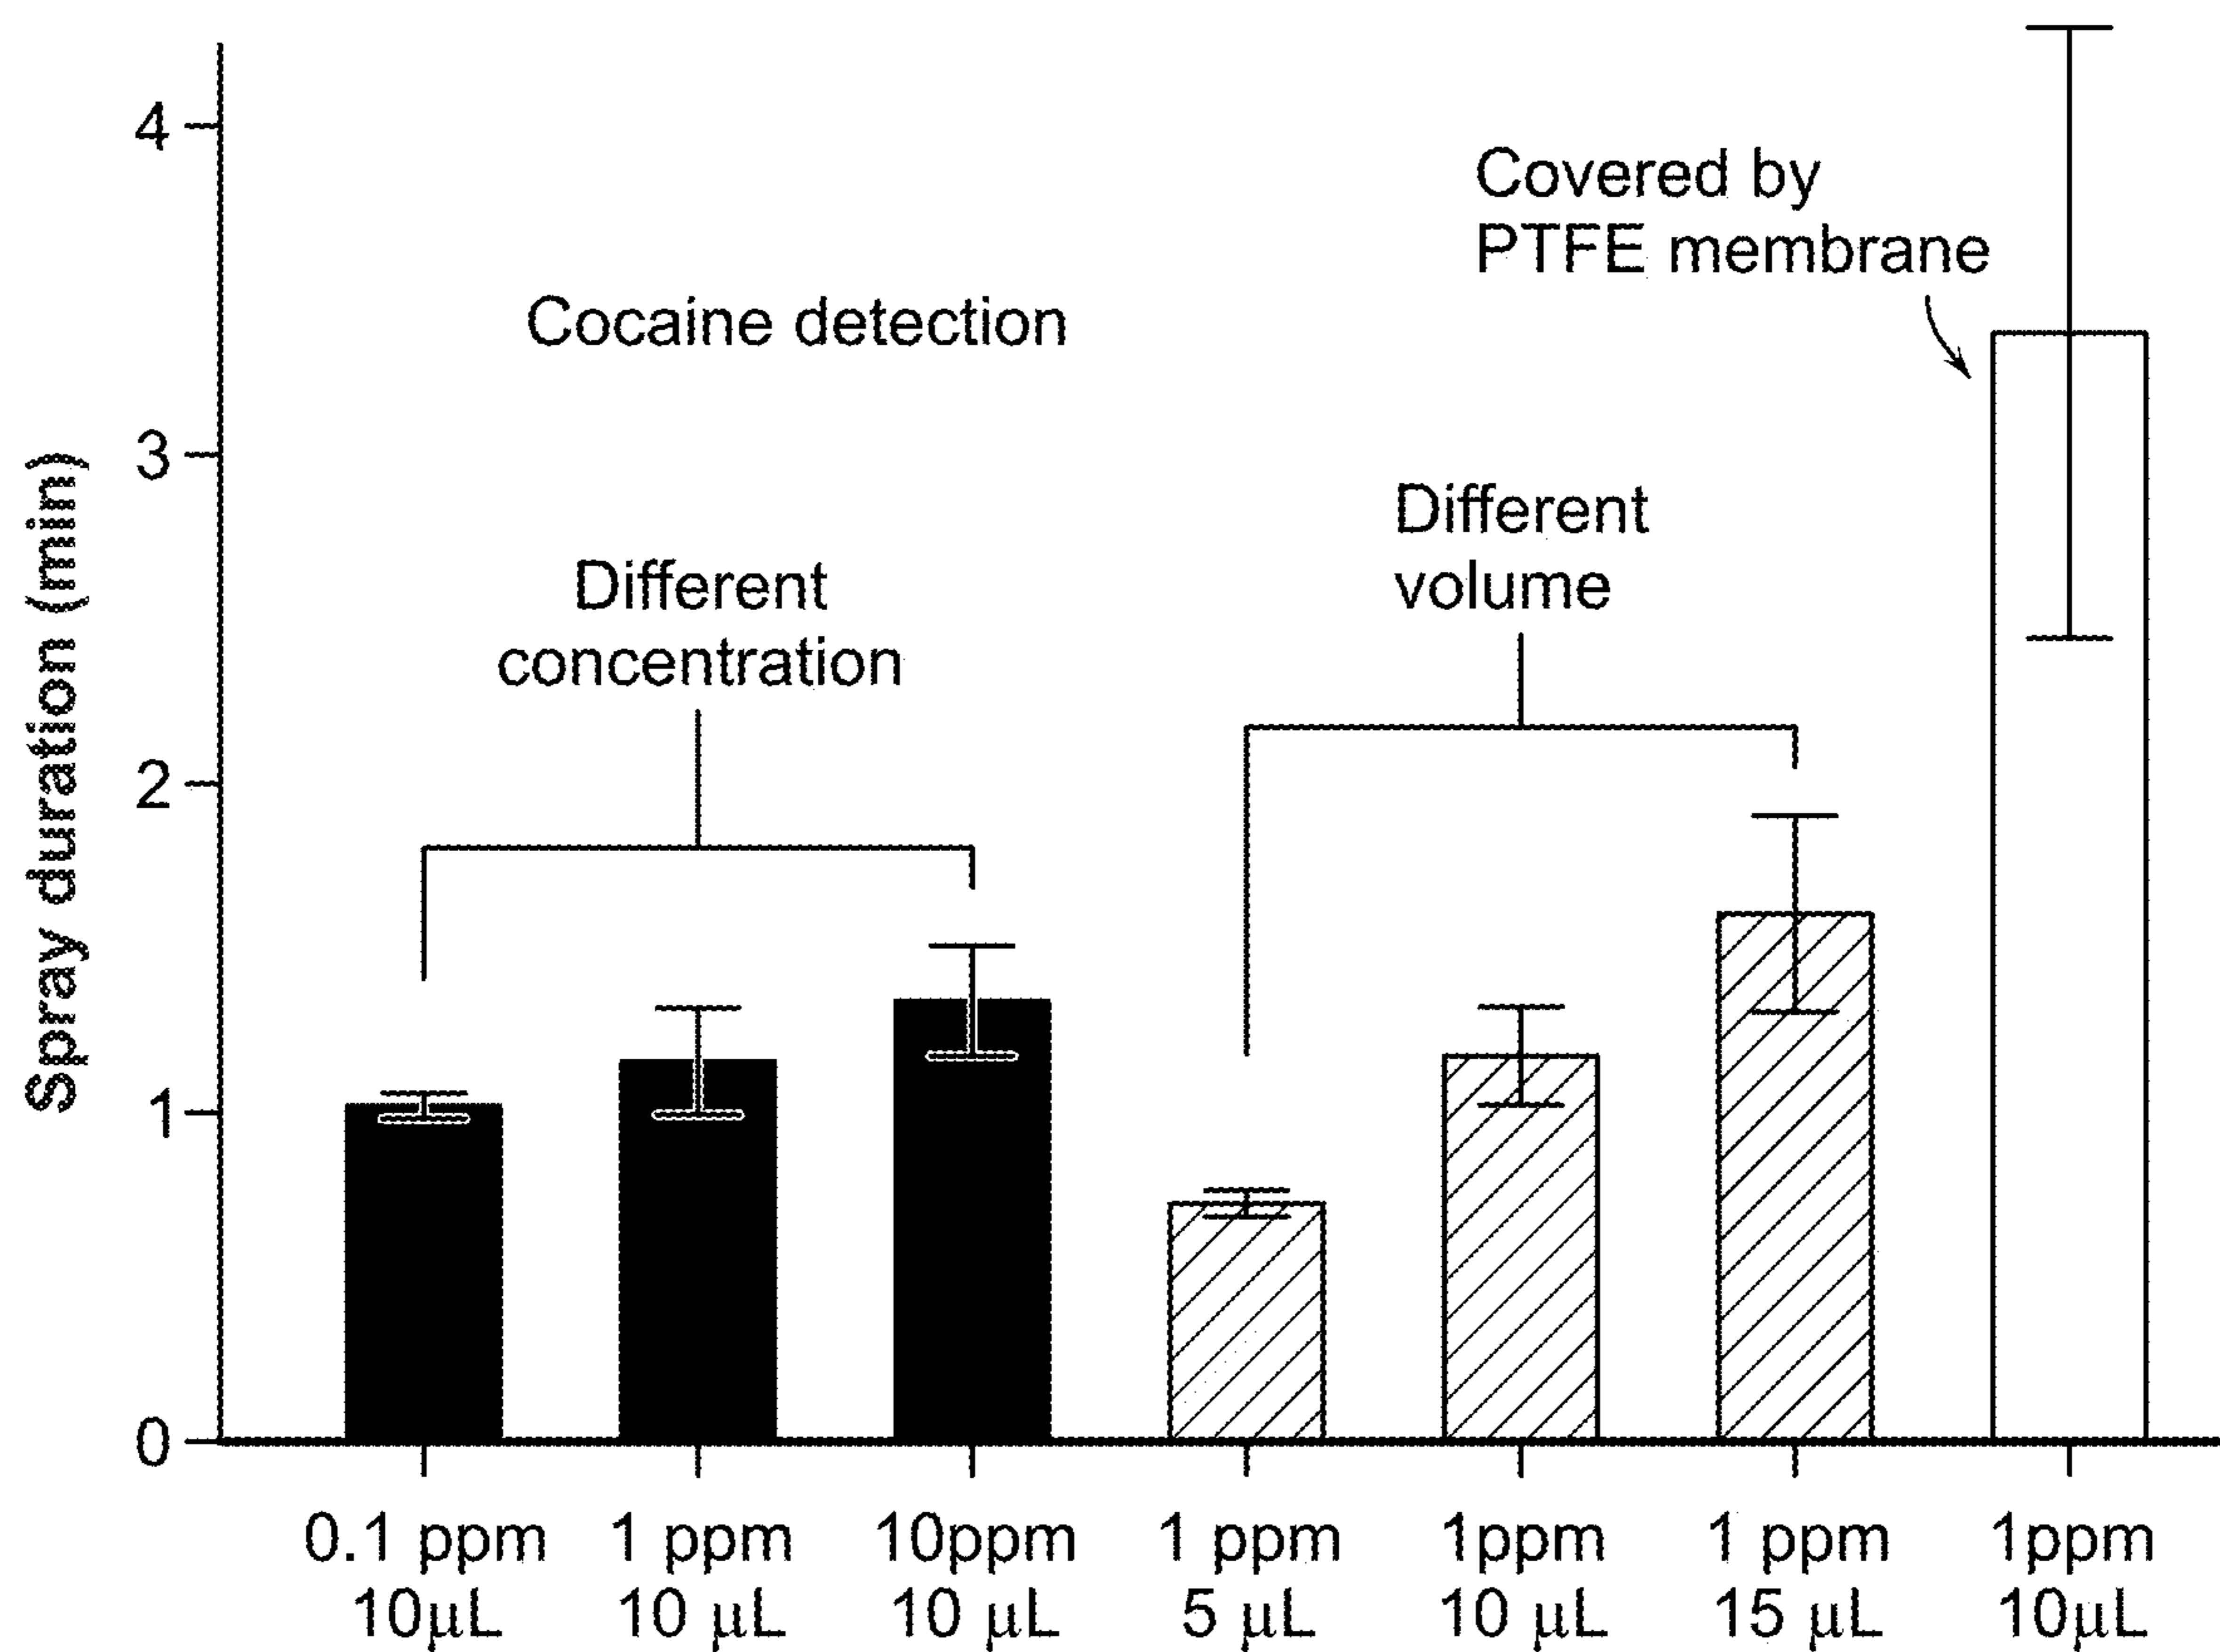 Spray duration (min)
4
3
2
1
0
Covered by
PTFE membrane
Cocaine detection
Different
volume
Different
concentration
0.1 ppm
10μL
1 ppm
10 μL
10ppm
10 μL
1 ppm
5 μL
1ppm
10 μL
1 ppm
15 μL
1ppm
10μL